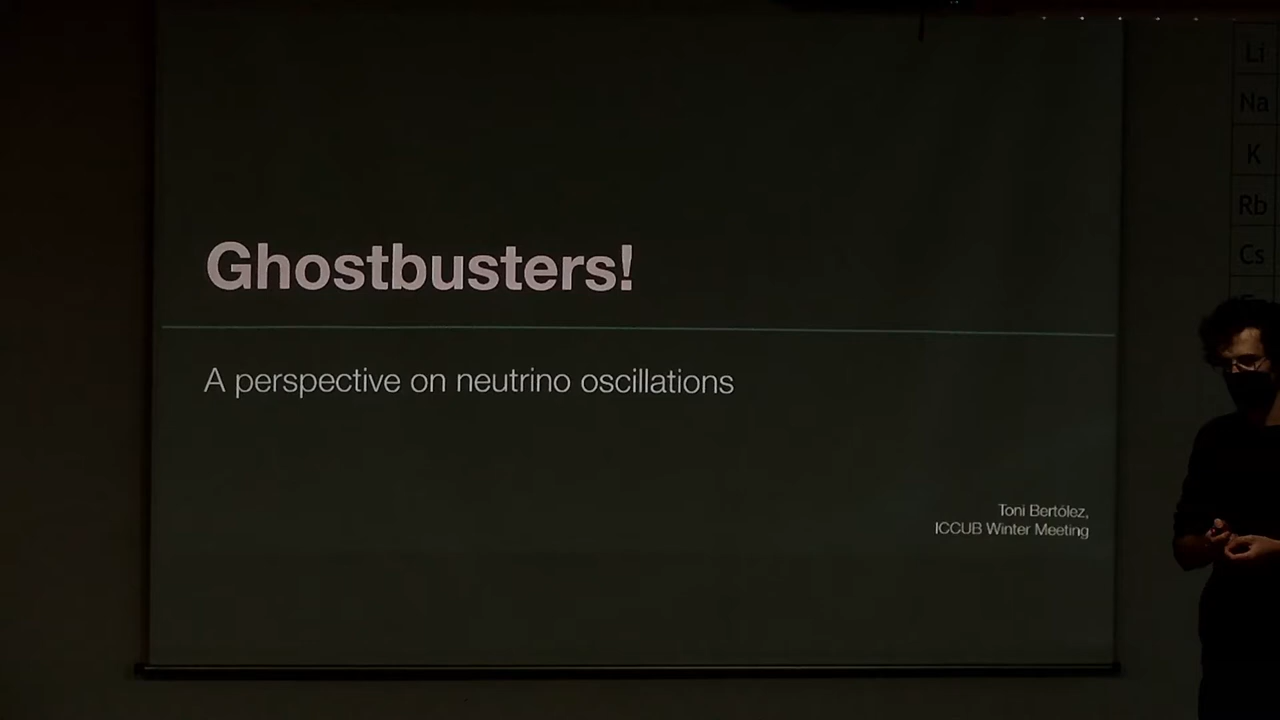 Ghostbusters!
A perspective on neutrino oscillations
Toni Bertólez,
ICCUB Winter Meeting
Li
Na
K
Rb
Cs